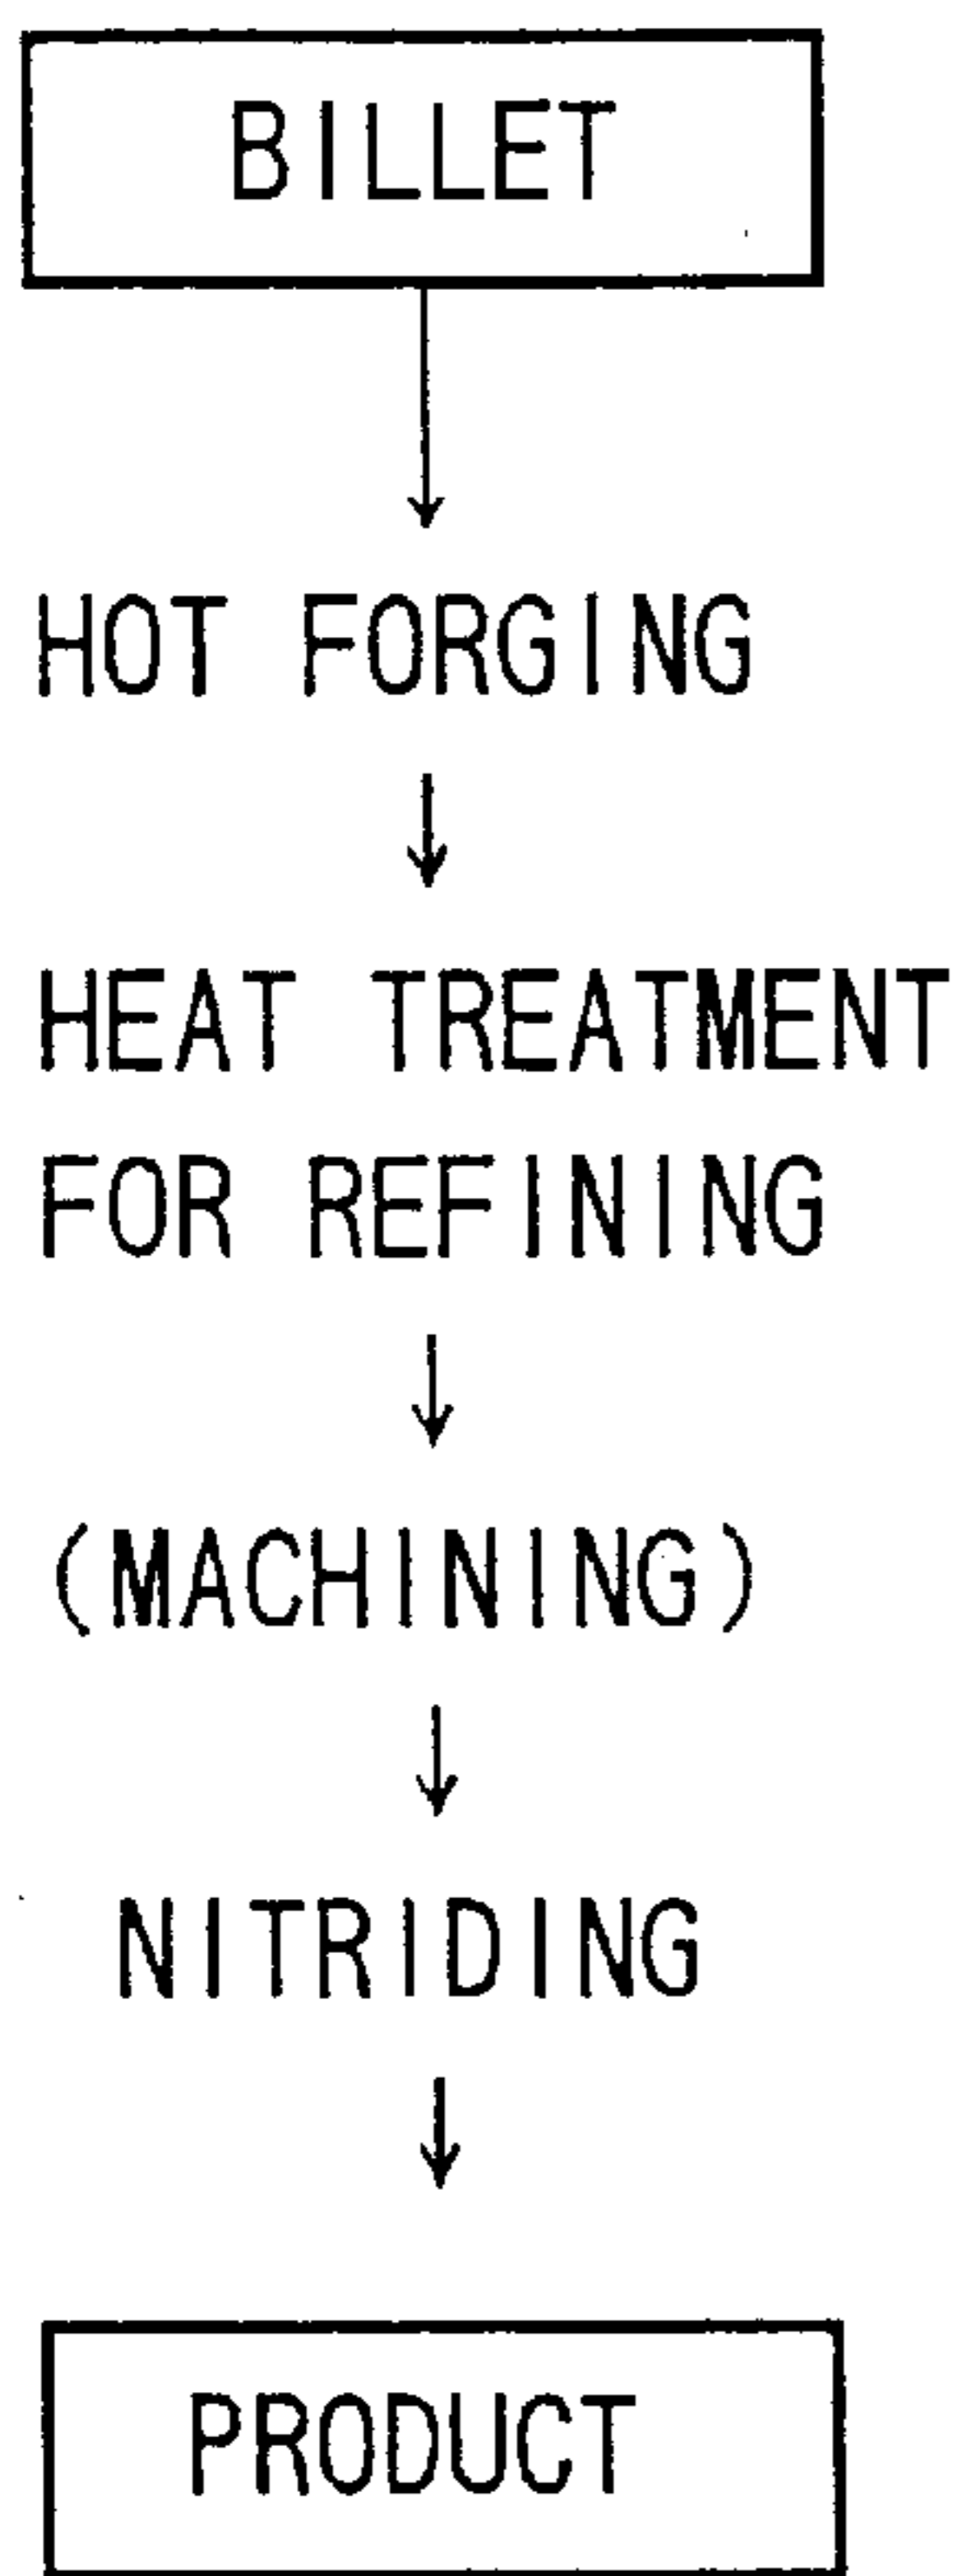 BILLET
HOT FORGING
HEAT TREATMENT
FOR REFINING
(MACHINING)
NITRIDING
PRODUCT